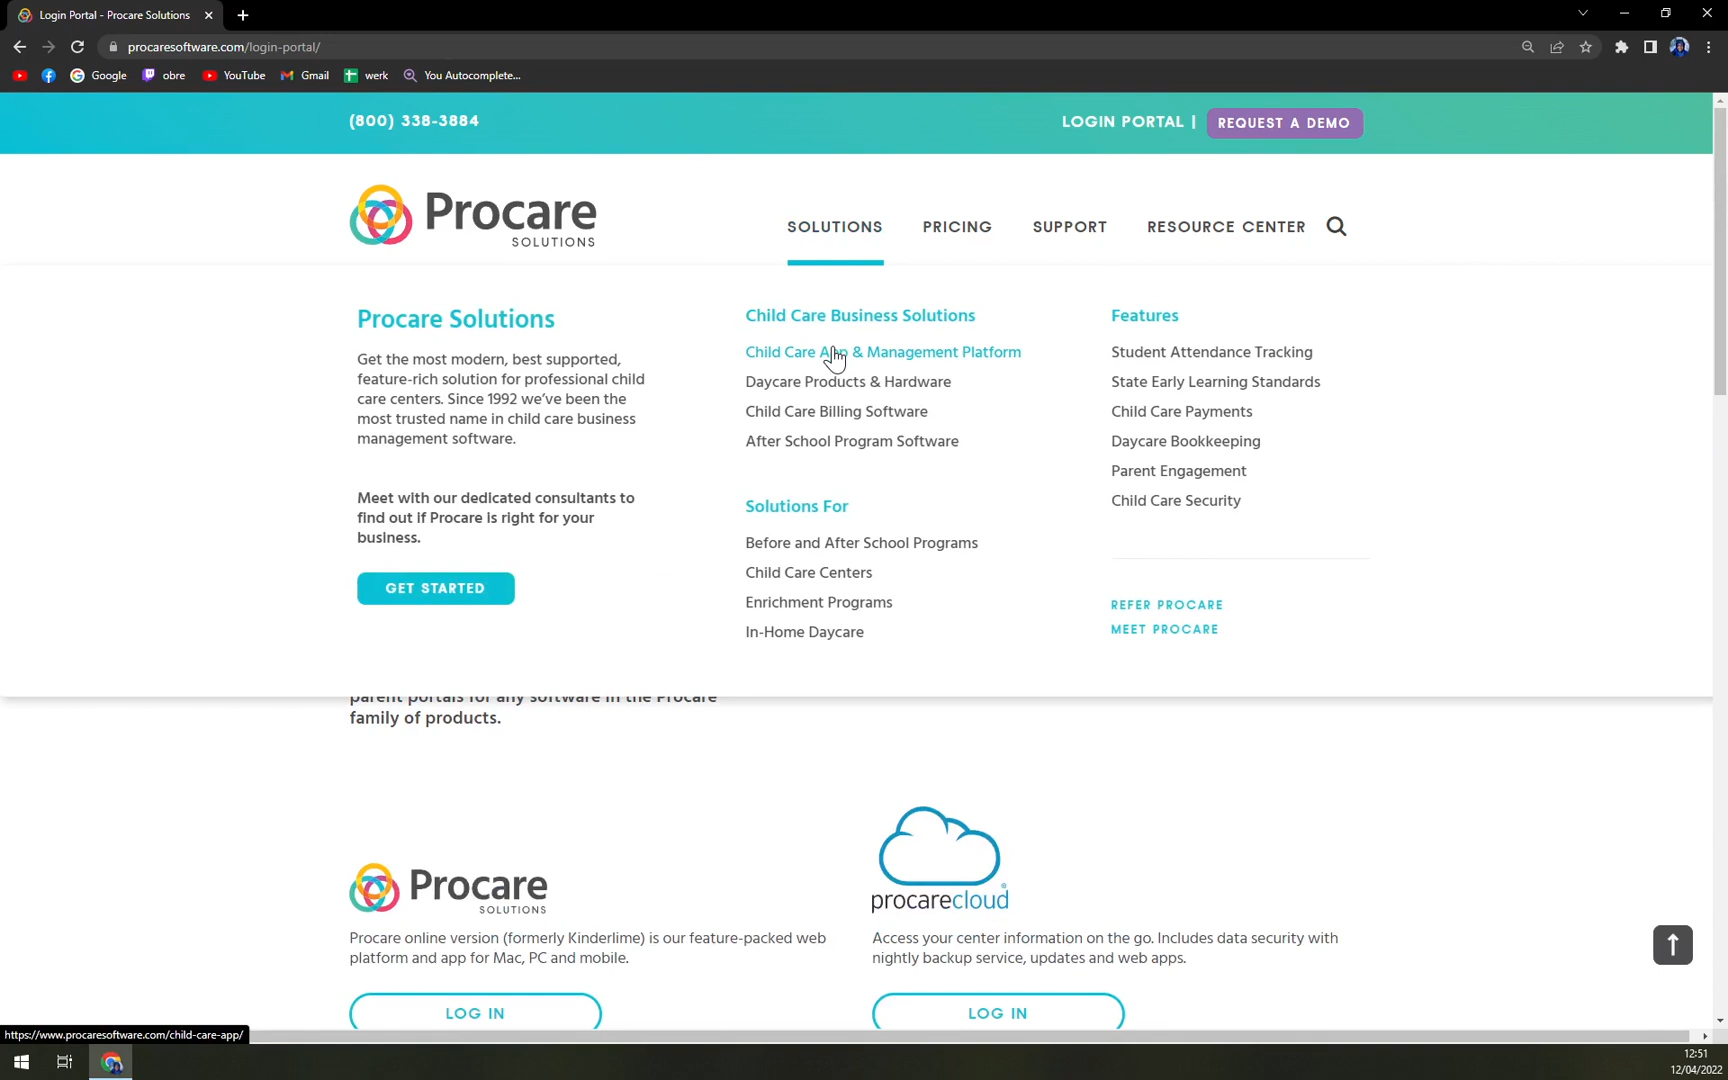 Login Portal - Procare Solutions
procaresoftware.com/login-portal/
Google
obre
YouTube
Gmail
werk
You Autocomplete...
(800) 338-3884
LOGIN PORTAL |
REQUEST A DEMO
Procare
SOLUTIONS
SOLUTIONS
PRICING
SUPPORT
RESOURCE CENTER
Procare Solutions
Get the most modern, best supported,
feature-rich solution for professional child
care centers. Since 1992 we've been the
most trusted name in child care business
management software.
Meet with our dedicated consultants to
find out if Procare is right for your
business.
GET STARTED
Child Care Business Solutions
Child Care App & Management Platform
Daycare Products & Hardware
Child Care Billing Software
After School Program Software
Solutions For
Before and After School Programs
Child Care Centers
Enrichment Programs
In-Home Daycare
Features
Student Attendance Tracking
State Early Learning Standards
Child Care Payments
Daycare Bookkeeping
Parent Engagement
Child Care Security
REFER PROCARE
MEET PROCARE
parent portals for any software in the Procare
family of products.
Procare
SOLUTIONS
Procare online version (formerly Kinderlime) is our feature-packed web
platform and app for Mac, PC and mobile.
LOG IN
procarecloud®
Access your center information on the go. Includes data security with
nightly backup service, updates and web apps.
LOG IN
https://www.procaresoftware.com/child-care-app/
12:51
12/04/2022